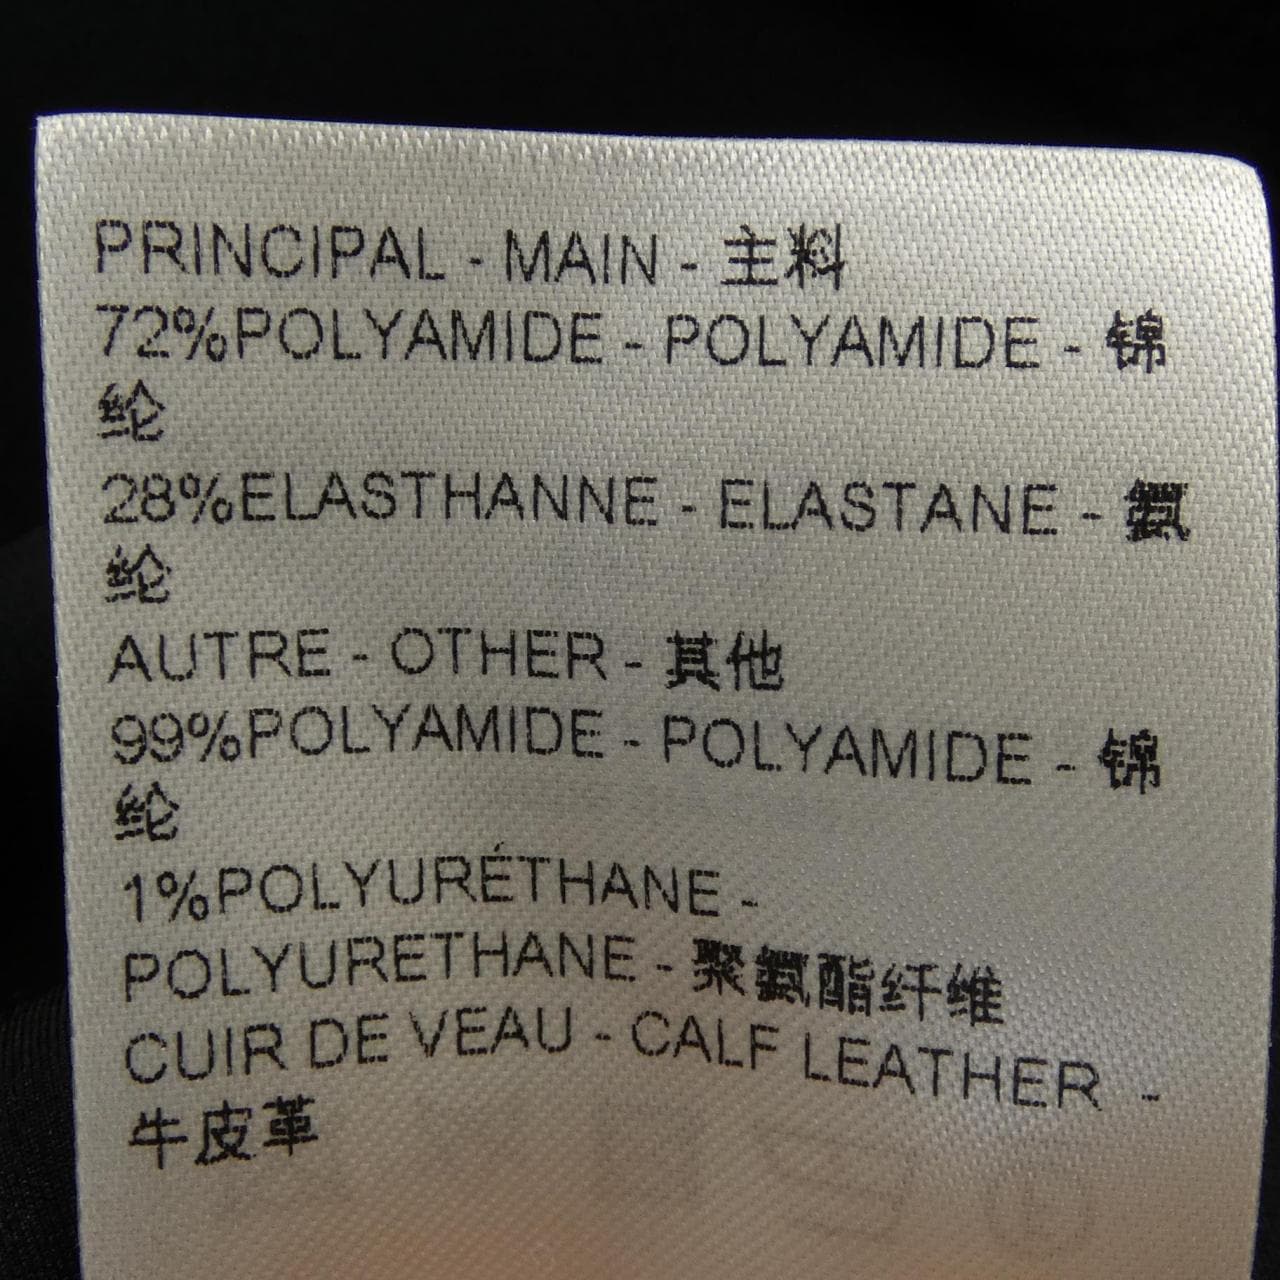 PRINCIPAL - MAIN - 主料
72%POLYAMIDE - POLYAMIDE - 锦
纶
28%ELASTHANNE - ELASTANE - 氨
纶
AUTRE - OTHER - 其他
99%POLYAMIDE - POLYAMIDE - 锦
纶
1%POLYURÉTHANE -
POLYURETHANE - 聚氨酯纤维
CUIR DE VEAU - CALF LEATHER -
牛皮革